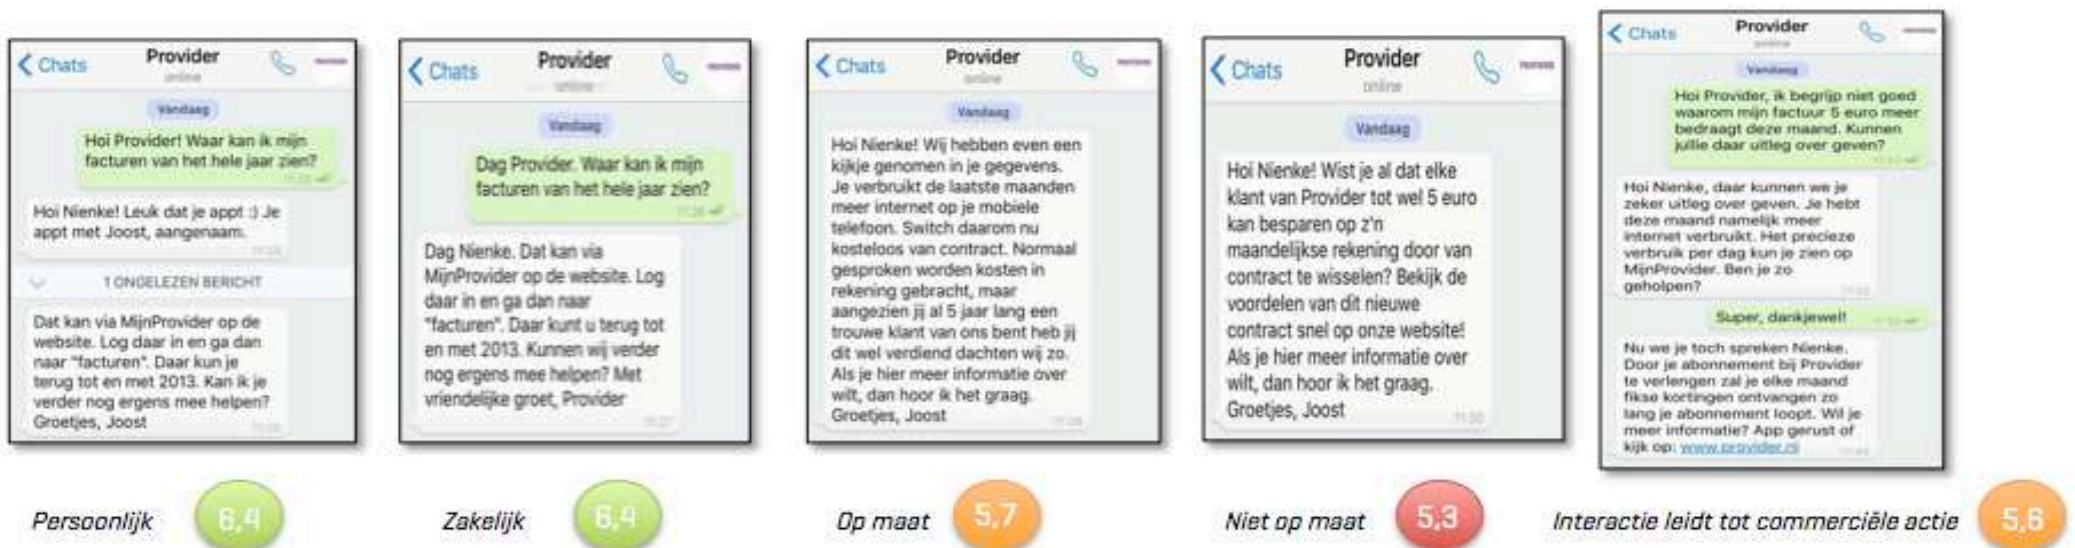 Chats
Provider
online
Vandaag
Hoi Provider! Waar kan ik mijn
facturen van het hele jaar zien?
Hoi Nienke! Leuk dat je appt :) Je
appt met Joost, aangenaam.
1 ONGELEZEN BERICHT
Dat kan via MijnProvider op de
website. Log daar in en ga dan
naar "facturen". Daar kun je
terug tot en met 2013. Kan ik je
verder nog ergens mee helpen?
Groetjes, Joost
Persoonlijk
6,4
Chats
Provider
online
Vandaag
Dag Provider. Waar kan ik mijn
facturen van het hele jaar zien?
Dag Nienke. Dat kan via
MijnProvider op de website. Log
daar in en ga dan naar
"facturen". Daar kunt u terug tot
en met 2013. Kunnen wij verder
nog ergens mee helpen? Met
vriendelijke groet, Provider
Zakelijk
6,4
Chats
Provider
online
Vandaag
Hoi Nienke! Wij hebben even een
kijkje genomen in je gegevens.
Je verbruikt de laatste maanden
meer internet op je mobiele
telefoon. Switch daarom nu
kosteloos van contract. Normaal
gesproken worden kosten in
rekening gebracht, maar
aangezien jij al 5 jaar lang een
trouwe klant van ons bent heb jij
dit wel verdiend dachten wij zo.
Als je hier meer informatie over
wilt, dan hoor ik het graag.
Groetjes, Joost
Op maat
5,7
Chats
Provider
online
Vandaag
Hoi Nienke! Wist je al dat elke
klant van Provider tot wel 5 euro
kan besparen op z'n
maandelijkse rekening door van
contract te wisselen? Bekijk de
voordelen van dit nieuwe
contract snel op onze website!
Als je hier meer informatie over
wilt, dan hoor ik het graag.
Groetjes, Joost
Niet op maat
5,3
Chats
Provider
online
Vandaag
Hoi Provider, ik begrijp niet goed
waarom mijn factuur 5 euro meer
bedraagt deze maand. Kunnen
jullie daar uitleg over geven?
Hoi Nienke, daar kunnen we je
zeker uitleg over geven. Je hebt
deze maand namelijk meer
internet verbruikt. Het precieze
verbruik per dag kun je zien op
MijnProvider. Ben je zo
geholpen?
Super, dankjewel!
Nu we je toch spreken Nienke.
Door je abonnement bij Provider
te verlengen zal je elke maand
fikse kortingen ontvangen zo
lang je abonnement loopt. Wil je
meer informatie? App gerust of
kijk op: www.provider.nl
Interactie leidt tot commerciële actie
5,6